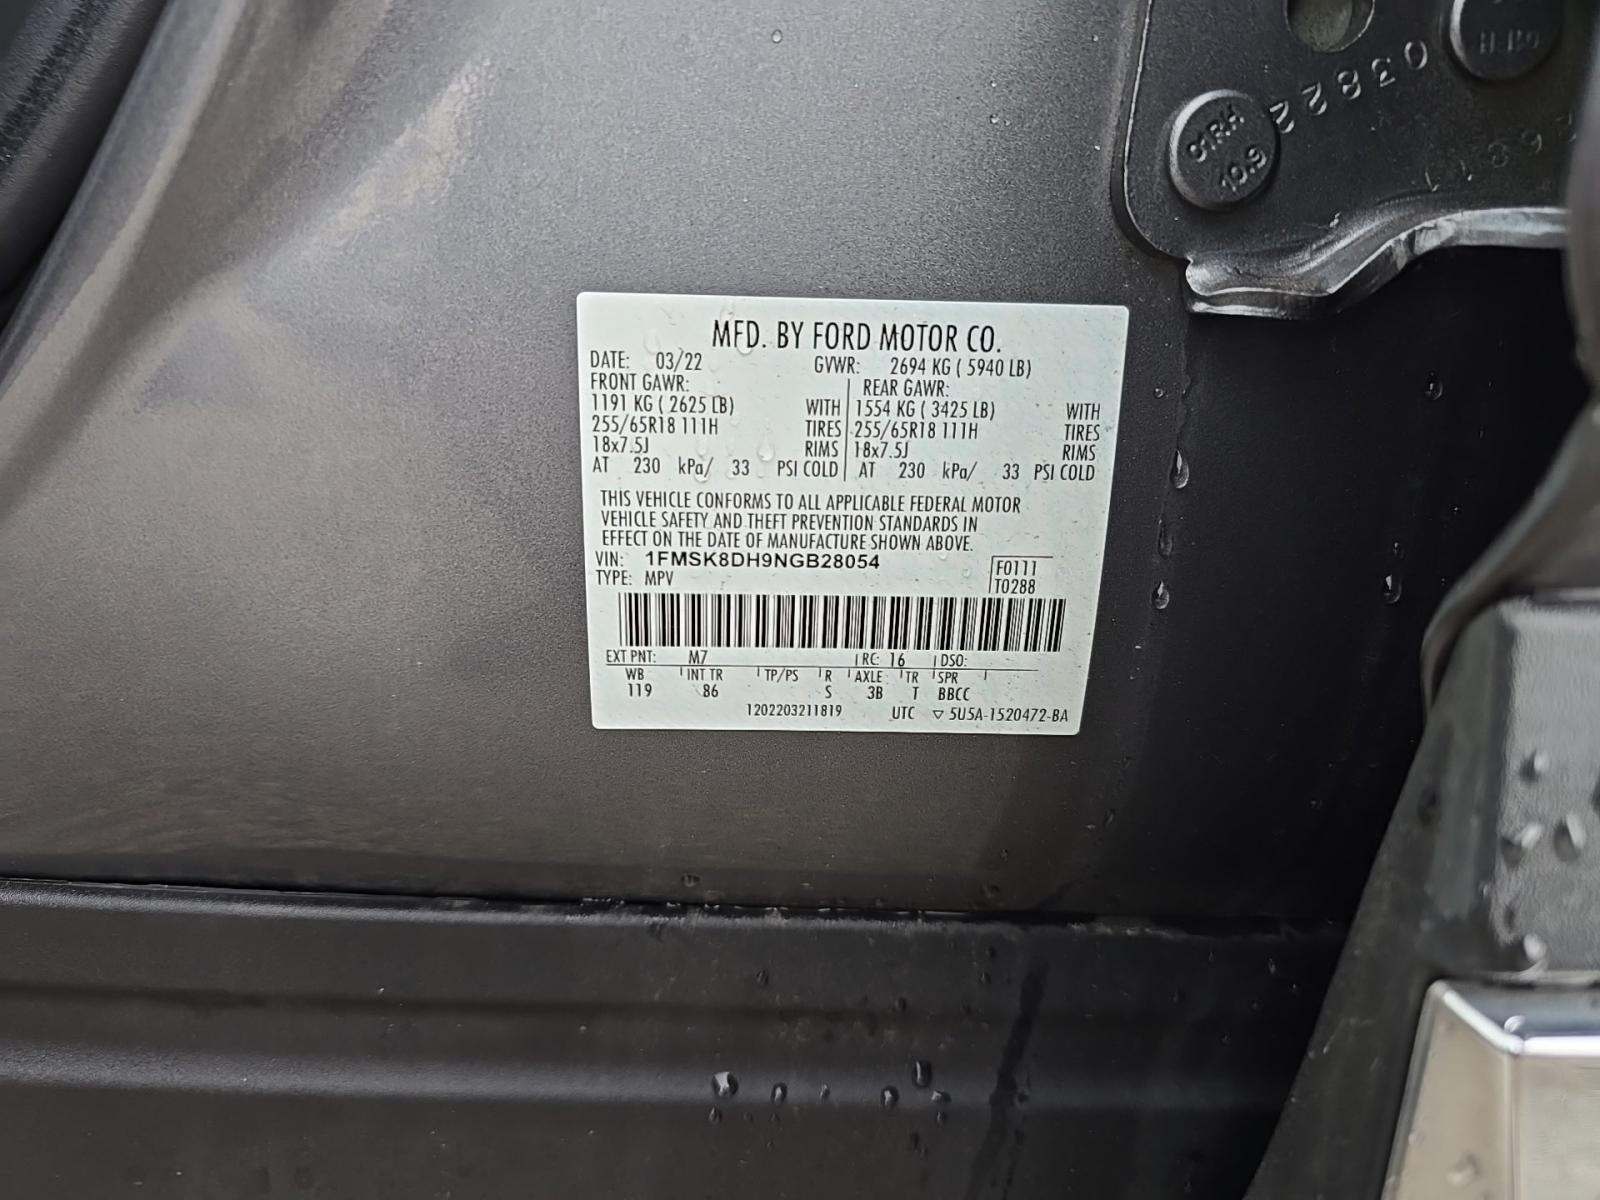 03822
01RH
10.9
MFD. BY FORD MOTOR CO.
DATE: 03/22 GVWR: 2694 KG ( 5940 LB)
FRONT GAWR: REAR GAWR:
1191 KG ( 2625 LB) WITH 1554 KG ( 3425 LB) WITH
255/65R18 111H TIRES 255/65R18 111H TIRES
18x7.5J RIMS 18x7.5J RIMS
AT 230 kPa/ 33 PSI COLD AT 230 kPa/ 33 PSI COLD
THIS VEHICLE CONFORMS TO ALL APPLICABLE FEDERAL MOTOR
VEHICLE SAFETY AND THEFT PREVENTION STANDARDS IN
EFFECT ON THE DATE OF MANUFACTURE SHOWN ABOVE.
VIN: 1FMSK8DH9NGB28054 F0111
TYPE: MPV T0288
EXT PNT: M7 RC: 16 DSO:
WB INT TR TP/PS R AXLE TR SPR
119 86 S 3B T BBCC
1202203211819 UTC ▽ 5U5A-1520472-BA